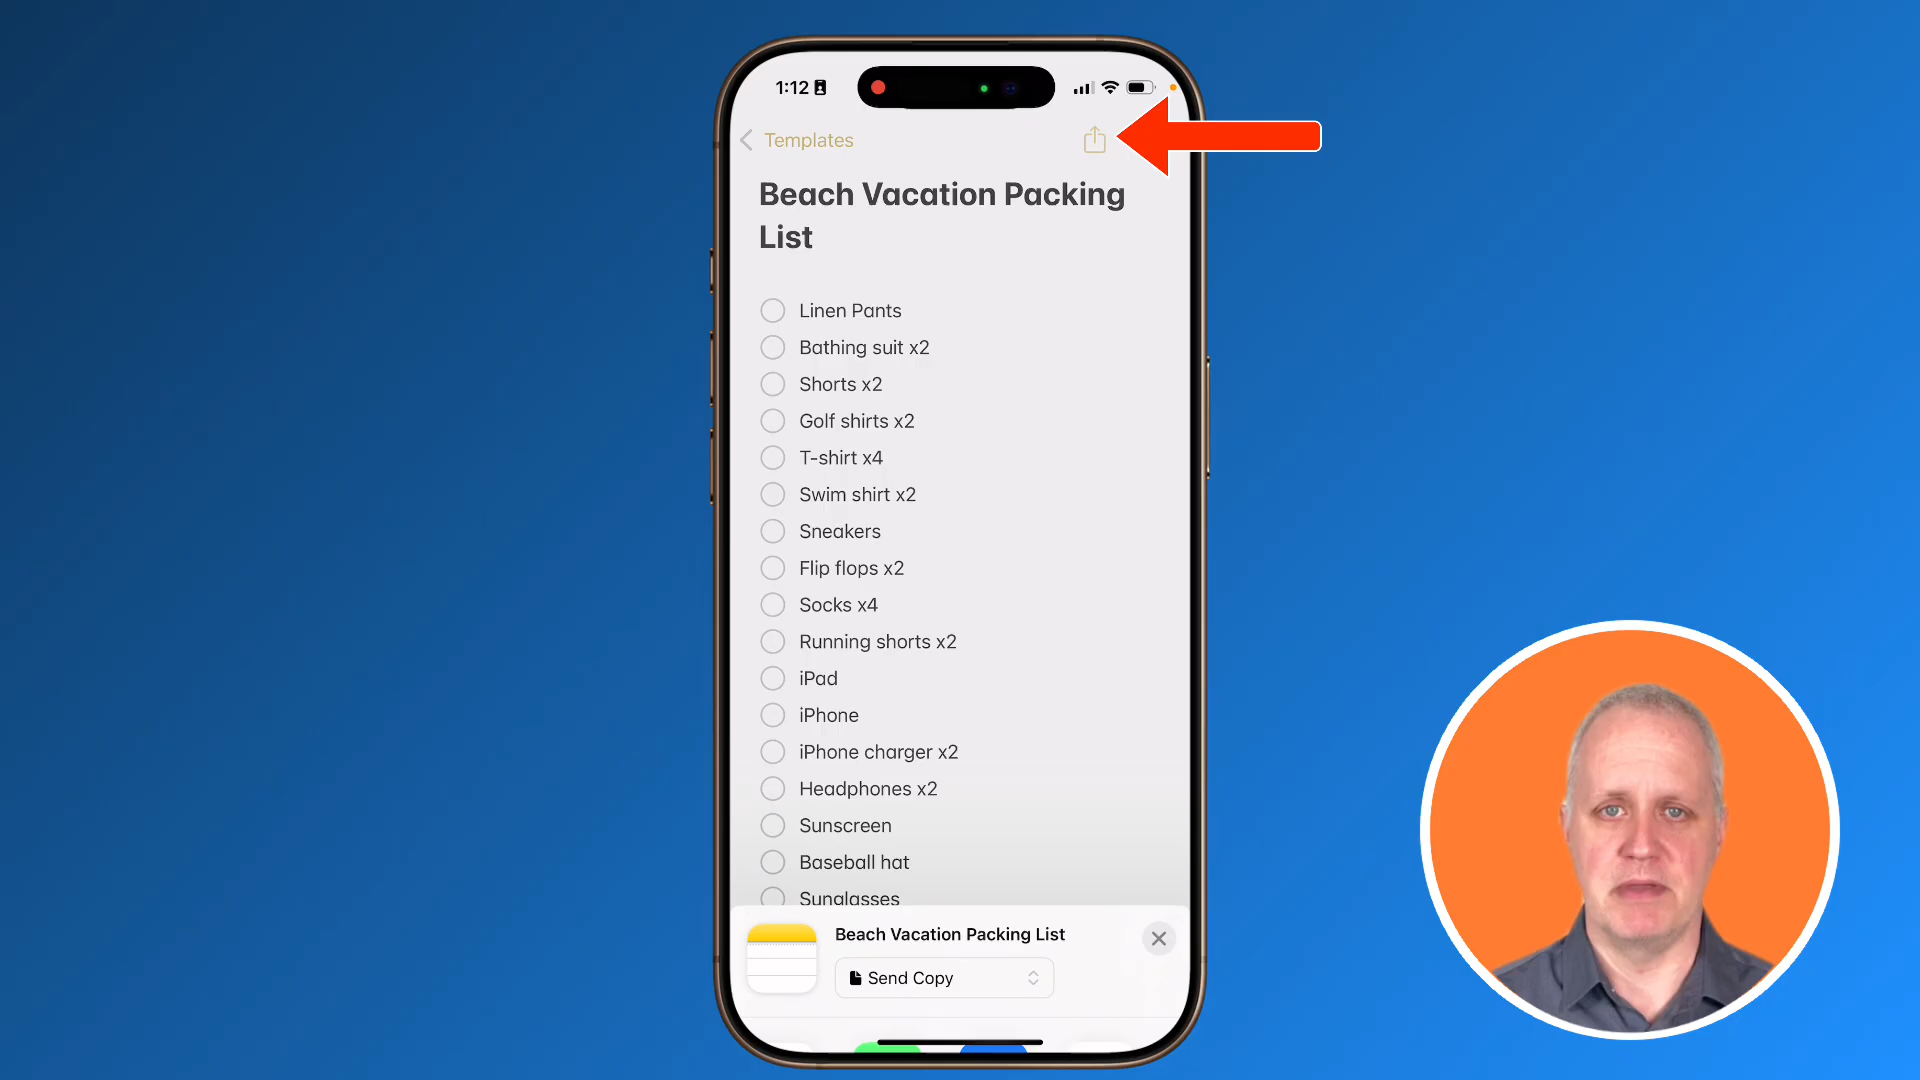 1:12
Templates
Beach Vacation Packing
List
Linen Pants
Bathing suit x2
Shorts x2
Golf shirts x2
T-shirt x4
Swim shirt x2
Sneakers
Flip flops x2
Socks x4
Running shorts x2
iPad
iPhone
iPhone charger x2
Headphones x2
Sunscreen
Baseball hat
Sunglasses
Beach Vacation Packing List
Send Copy